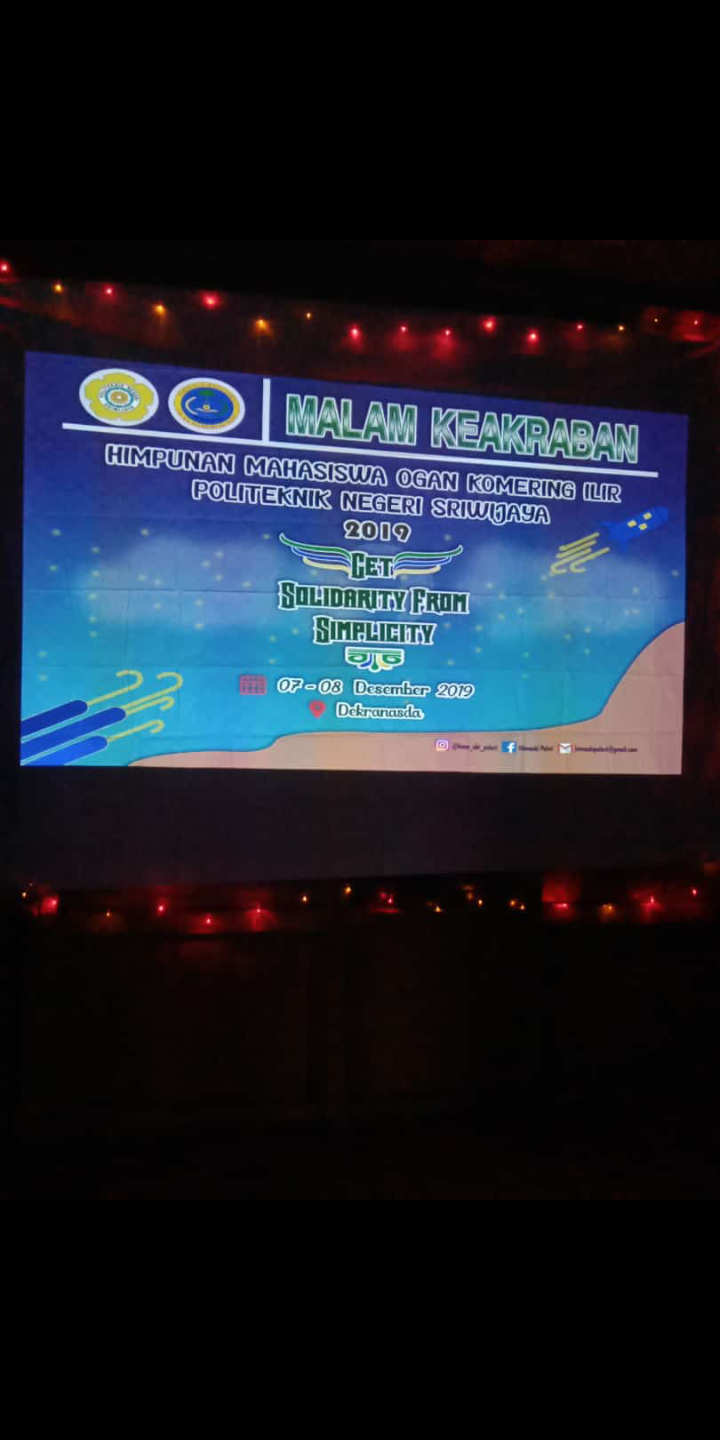 MALAM KEAKRABAN
HIMPUNAN MAHASISWA OGAN KOMERING ILIR
POLITEKNIK NEGERI SRIWIJAYA
2019
GET
SOLIDARITY FROM
SIMPLICITY
07 - 08 Desember 2019
Dekranasda